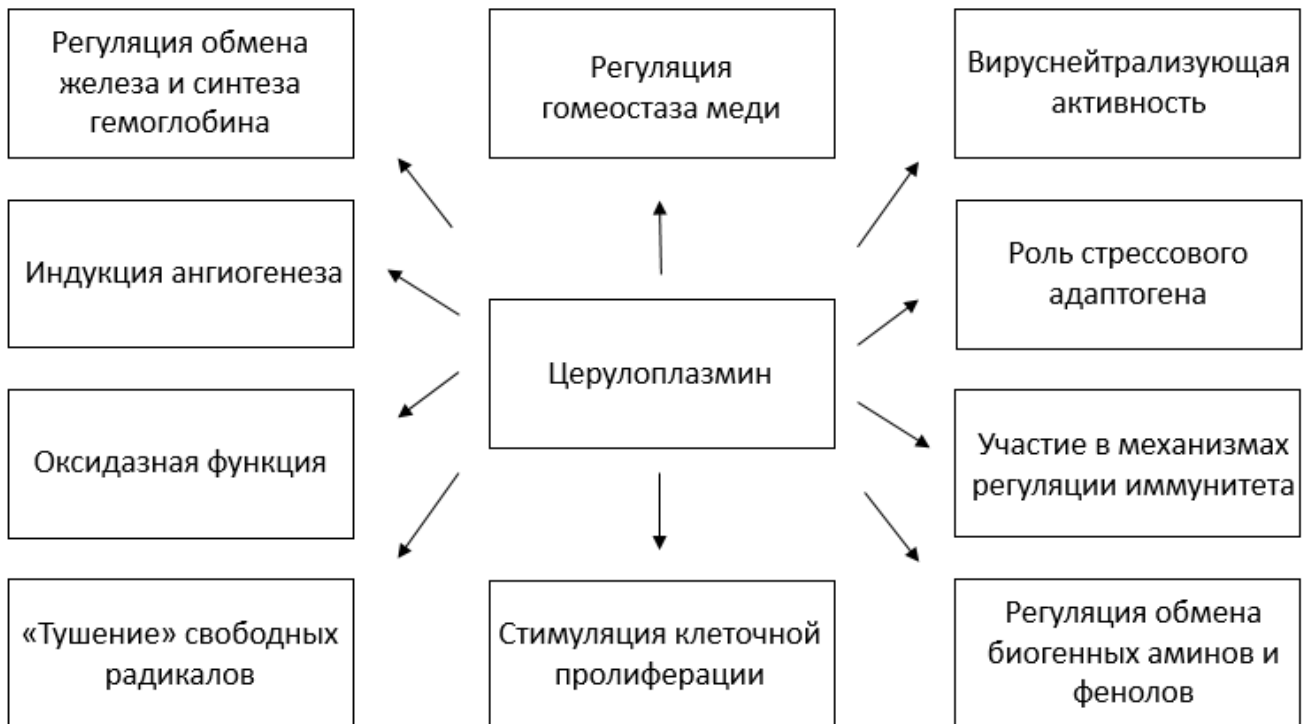 Регуляция обмена
железа и синтеза
гемоглобина
Регуляция
гомеостаза меди
Вируснейтрализующая
активность
Индукция ангиогенеза
Роль стрессового
адаптогена
Церулоплазмин
Оксидазная функция
Участие в механизмах
регуляции иммунитета
«Тушение» свободных
радикалов
Стимуляция клеточной
пролиферации
Регуляция обмена
биогенных аминов и
фенолов